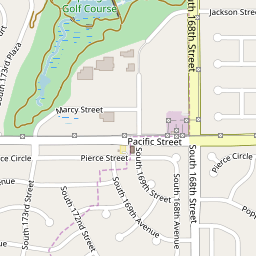 Golf Course
Jackson Street
South 168th Street
South 173rd Plaza
Marcy Street
Pacific Street
Pierce Circle
Pierce Street
South 169th Street
Pierce Circle
South 173rd Street
South 172nd Street
South 169th Avenue
South 168th Avenue
South 168th Street